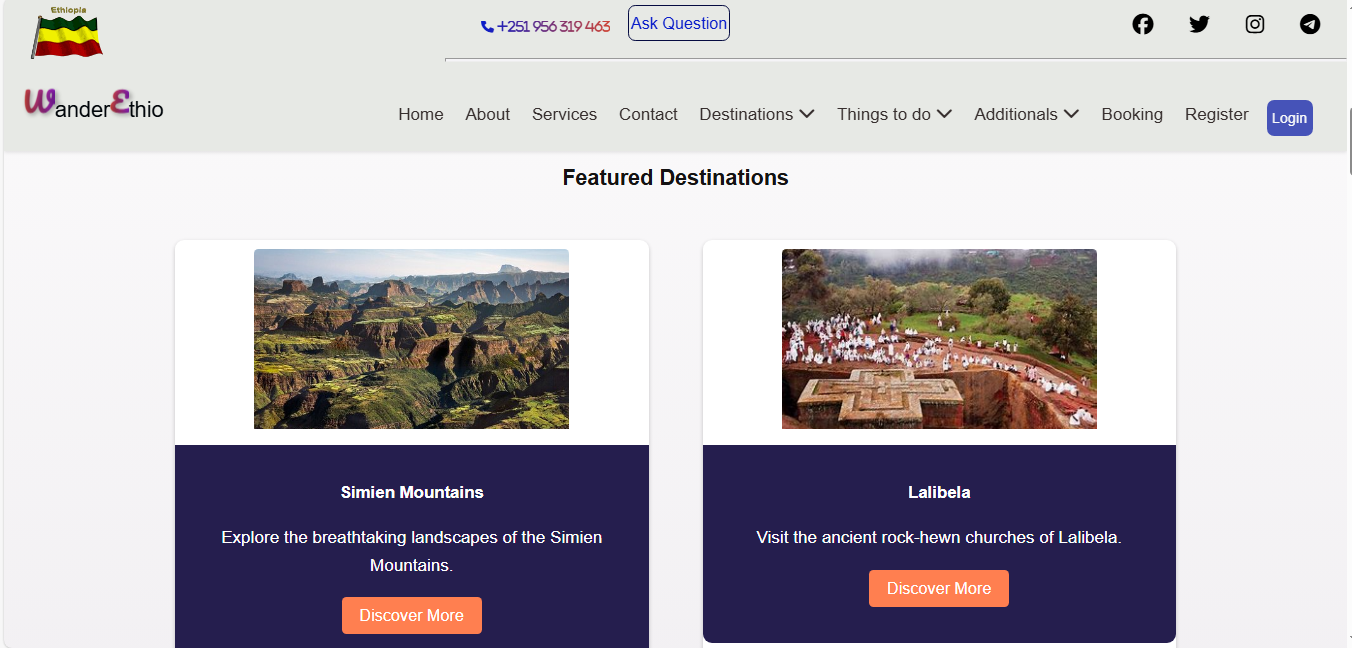 Ethiopia
+251 956 319 463
Ask Question
WanderEthio
Home About Services Contact Destinations Things to do Additionals Booking Register Login
Featured Destinations
Simien Mountains
Explore the breathtaking landscapes of the Simien
Mountains.
Discover More
Lalibela
Visit the ancient rock-hewn churches of Lalibela.
Discover More